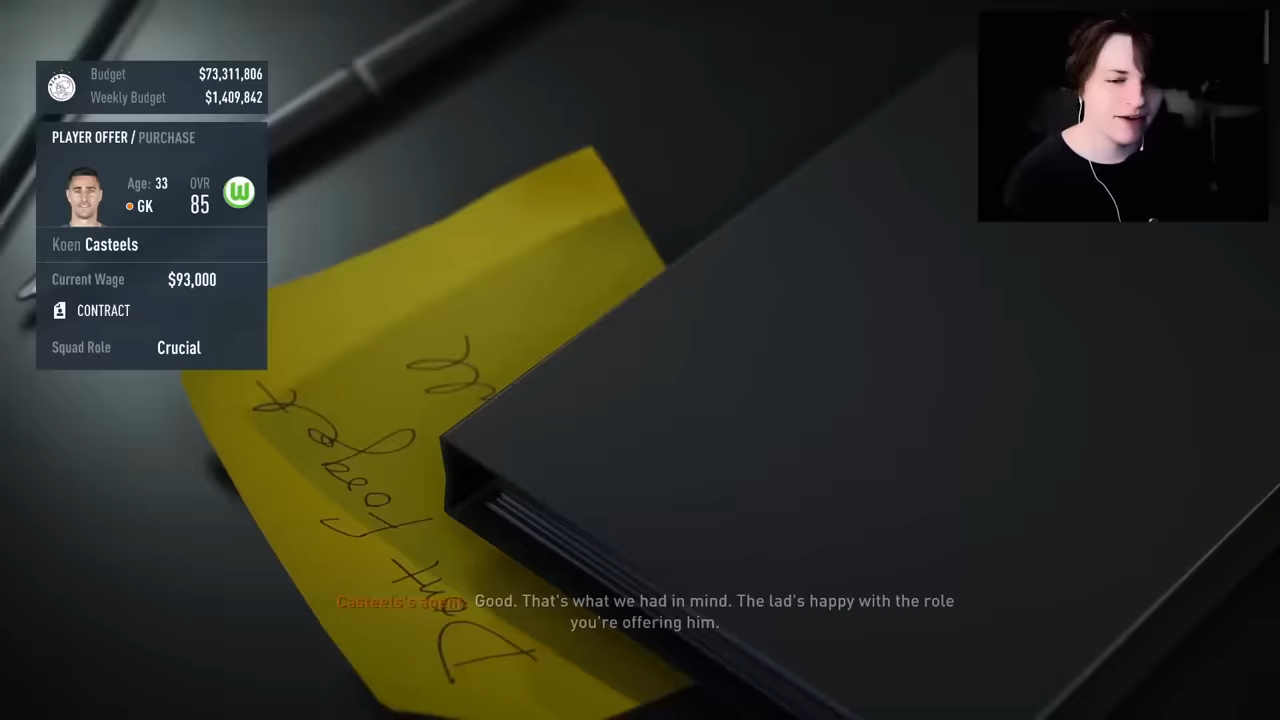 Budget $73,311,806
Weekly Budget $1,409,842
PLAYER OFFER / PURCHASE
Age: 33 OVR
GK 85
W
Koen Casteels
Current Wage $93,000
CONTRACT
Squad Role Crucial
Dont Forget
Casteels's agent: Good. That's what we had in mind. The lad's happy with the role
you're offering him.